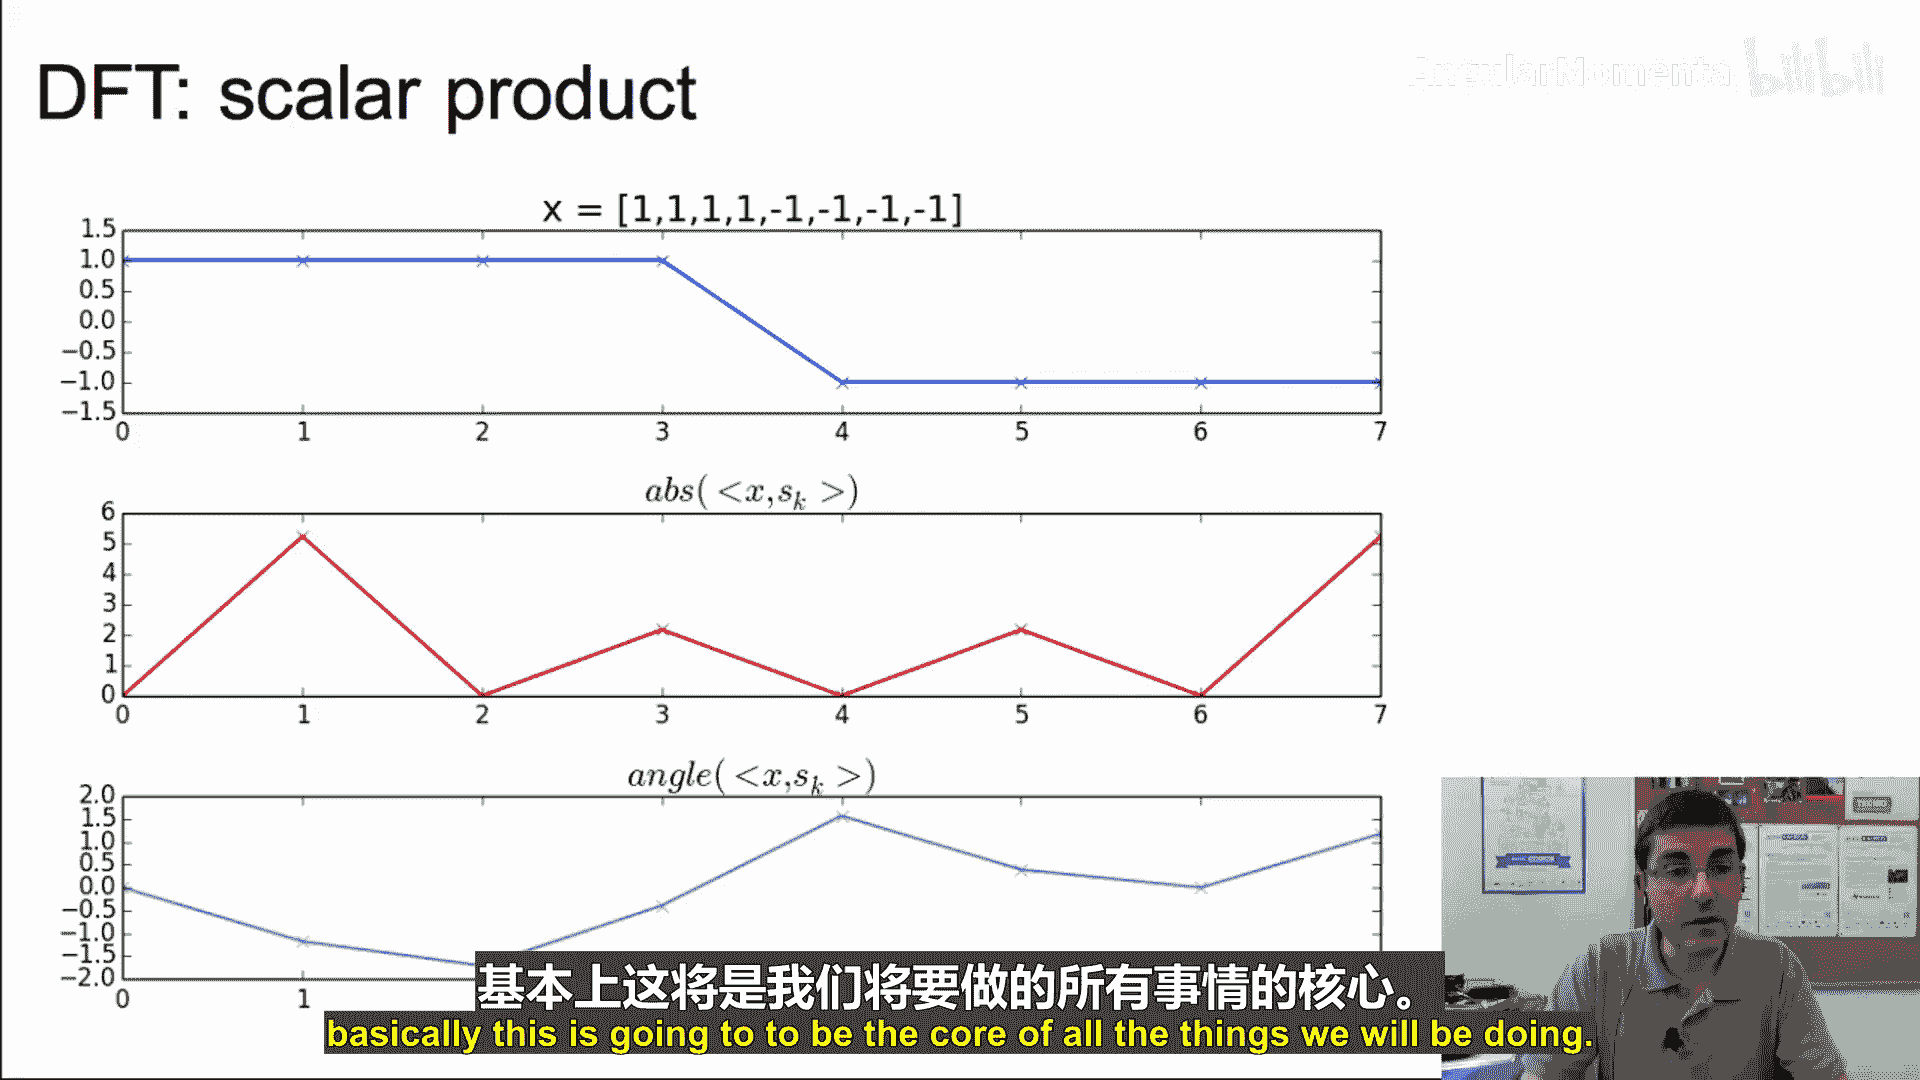 AngularMomenta bilibili
DFT: scalar product
x = [1,1,1,1,-1,-1,-1,-1]
1.5
1.0
0.5
0.0
−0.5
−1.0
−1.5
0 1 2 3 4 5 6 7
abs( <x,sₖ >)
6
5
4
3
2
1
0
0 1 2 3 4 5 6 7
angle( <x,sₖ >)
2.0
1.5
1.0
0.5
0.0
−0.5
−1.0
−1.5
−2.0
0 1
基本上这将是我们将要做的所有事情的核心。
basically this is going to to be the core of all the things we will be doing.